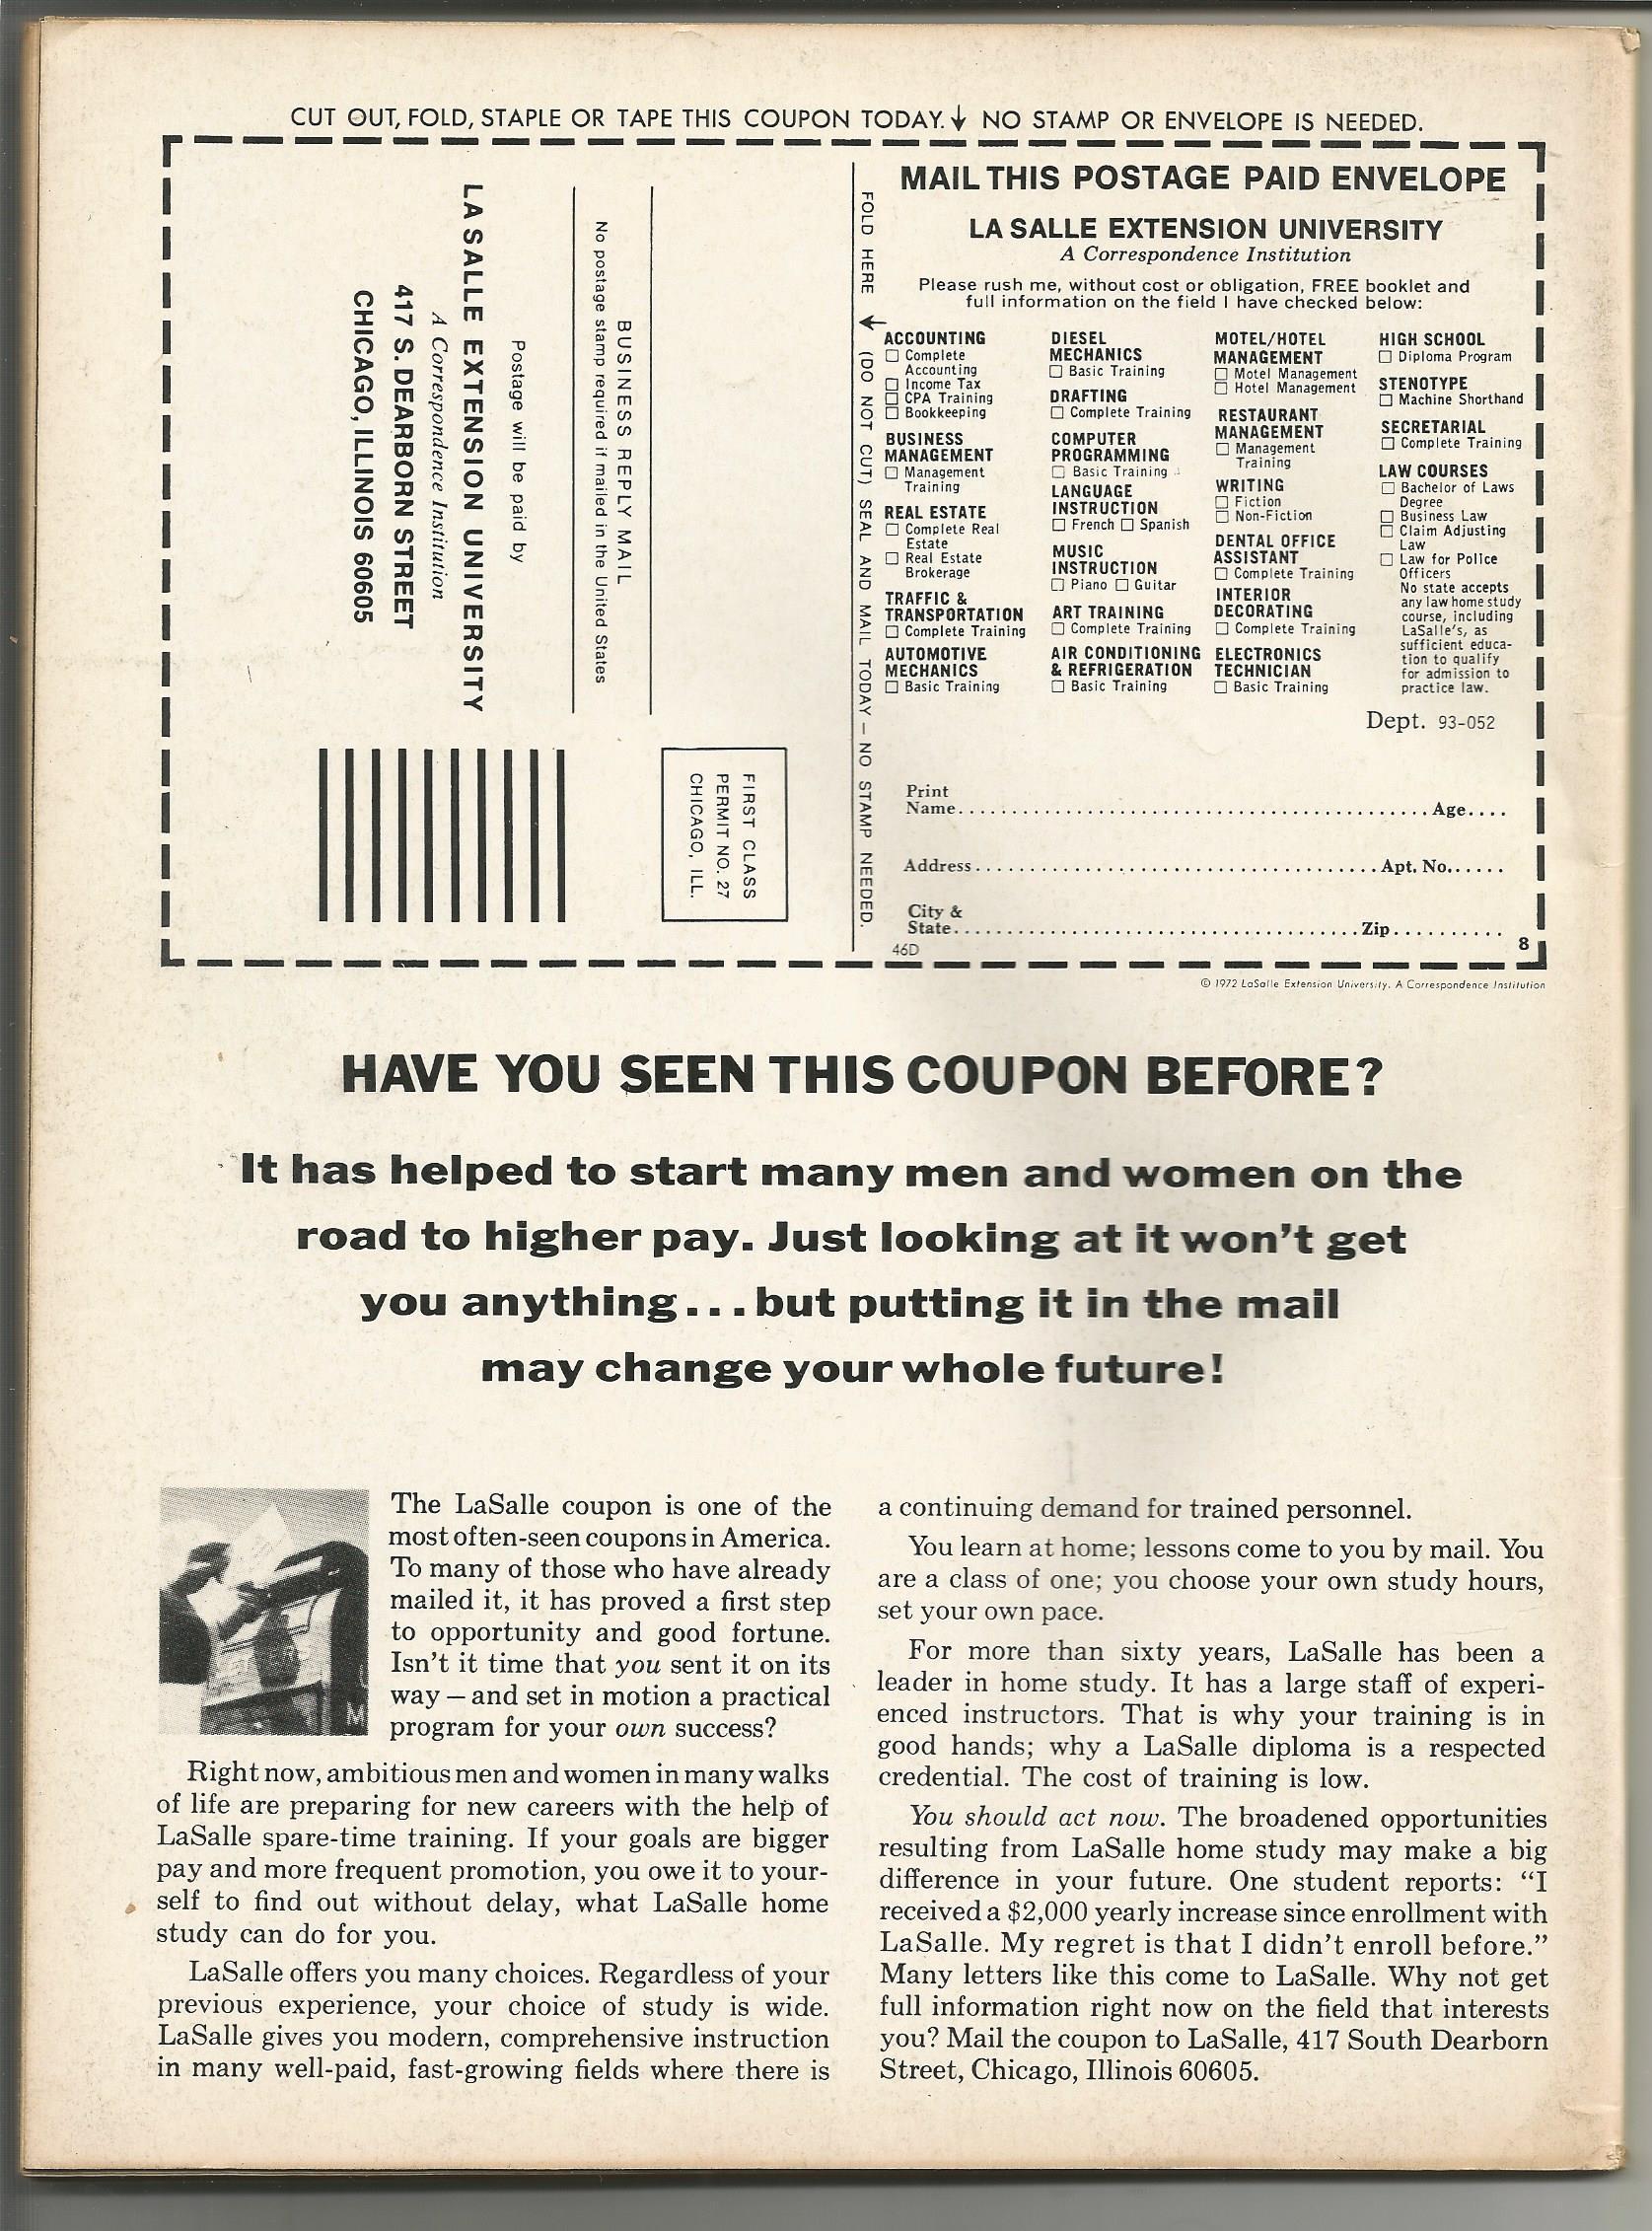 CUT OUT, FOLD, STAPLE OR TAPE THIS COUPON TODAY.↓ NO STAMP OR ENVELOPE IS NEEDED.
FIRST CLASS
PERMIT NO. 27
CHICAGO, ILL.
BUSINESS REPLY MAIL
No postage stamp required if mailed in the United States
Postage will be paid by
LA SALLE EXTENSION UNIVERSITY
A Correspondence Institution
417 S. DEARBORN STREET
CHICAGO, ILLINOIS 60605
FOLD HERE ← (DO NOT CUT) SEAL AND MAIL TODAY – NO STAMP NEEDED.
MAIL THIS POSTAGE PAID ENVELOPE
LA SALLE EXTENSION UNIVERSITY
A Correspondence Institution
Please rush me, without cost or obligation, FREE booklet and
full information on the field I have checked below:
ACCOUNTING
☐ Complete
Accounting
☐ Income Tax
☐ CPA Training
☐ Bookkeeping
BUSINESS
MANAGEMENT
☐ Management
Training
REAL ESTATE
☐ Complete Real
Estate
☐ Real Estate
Brokerage
TRAFFIC &
TRANSPORTATION
☐ Complete Training
AUTOMOTIVE
MECHANICS
☐ Basic Training
DIESEL
MECHANICS
☐ Basic Training
DRAFTING
☐ Complete Training
COMPUTER
PROGRAMMING
☐ Basic Training
LANGUAGE
INSTRUCTION
☐ French ☐ Spanish
MUSIC
INSTRUCTION
☐ Piano ☐ Guitar
ART TRAINING
☐ Complete Training
AIR CONDITIONING
& REFRIGERATION
☐ Basic Training
MOTEL/HOTEL
MANAGEMENT
☐ Motel Management
☐ Hotel Management
RESTAURANT
MANAGEMENT
☐ Management
Training
WRITING
☐ Fiction
☐ Non-Fiction
DENTAL OFFICE
ASSISTANT
☐ Complete Training
INTERIOR
DECORATING
☐ Complete Training
ELECTRONICS
TECHNICIAN
☐ Basic Training
HIGH SCHOOL
☐ Diploma Program
STENOTYPE
☐ Machine Shorthand
SECRETARIAL
☐ Complete Training
LAW COURSES
☐ Bachelor of Laws
Degree
☐ Business Law
☐ Claim Adjusting
Law
☐ Law for Police
Officers
No state accepts
any law home study
course, including
LaSalle's, as
sufficient educa-
tion to qualify
for admission to
practice law.
Dept. 93-052
Print
Name.......... Age....
Address.......... Apt. No......
City &
State.......... Zip..........
46D 8
© 1972 LaSalle Extension University. A Correspondence Institution
HAVE YOU SEEN THIS COUPON BEFORE?
It has helped to start many men and women on the
road to higher pay. Just looking at it won't get
you anything...but putting it in the mail
may change your whole future!
The LaSalle coupon is one of the
most often-seen coupons in America.
To many of those who have already
mailed it, it has proved a first step
to opportunity and good fortune.
Isn't it time that you sent it on its
way – and set in motion a practical
program for your own success?
Right now, ambitious men and women in many walks
of life are preparing for new careers with the help of
LaSalle spare-time training. If your goals are bigger
pay and more frequent promotion, you owe it to your-
self to find out without delay, what LaSalle home
study can do for you.
LaSalle offers you many choices. Regardless of your
previous experience, your choice of study is wide.
LaSalle gives you modern, comprehensive instruction
in many well-paid, fast-growing fields where there is
a continuing demand for trained personnel.
You learn at home; lessons come to you by mail. You
are a class of one; you choose your own study hours,
set your own pace.
For more than sixty years, LaSalle has been a
leader in home study. It has a large staff of experi-
enced instructors. That is why your training is in
good hands; why a LaSalle diploma is a respected
credential. The cost of training is low.
You should act now. The broadened opportunities
resulting from LaSalle home study may make a big
difference in your future. One student reports: "I
received a $2,000 yearly increase since enrollment with
LaSalle. My regret is that I didn't enroll before."
Many letters like this come to LaSalle. Why not get
full information right now on the field that interests
you? Mail the coupon to LaSalle, 417 South Dearborn
Street, Chicago, Illinois 60605.